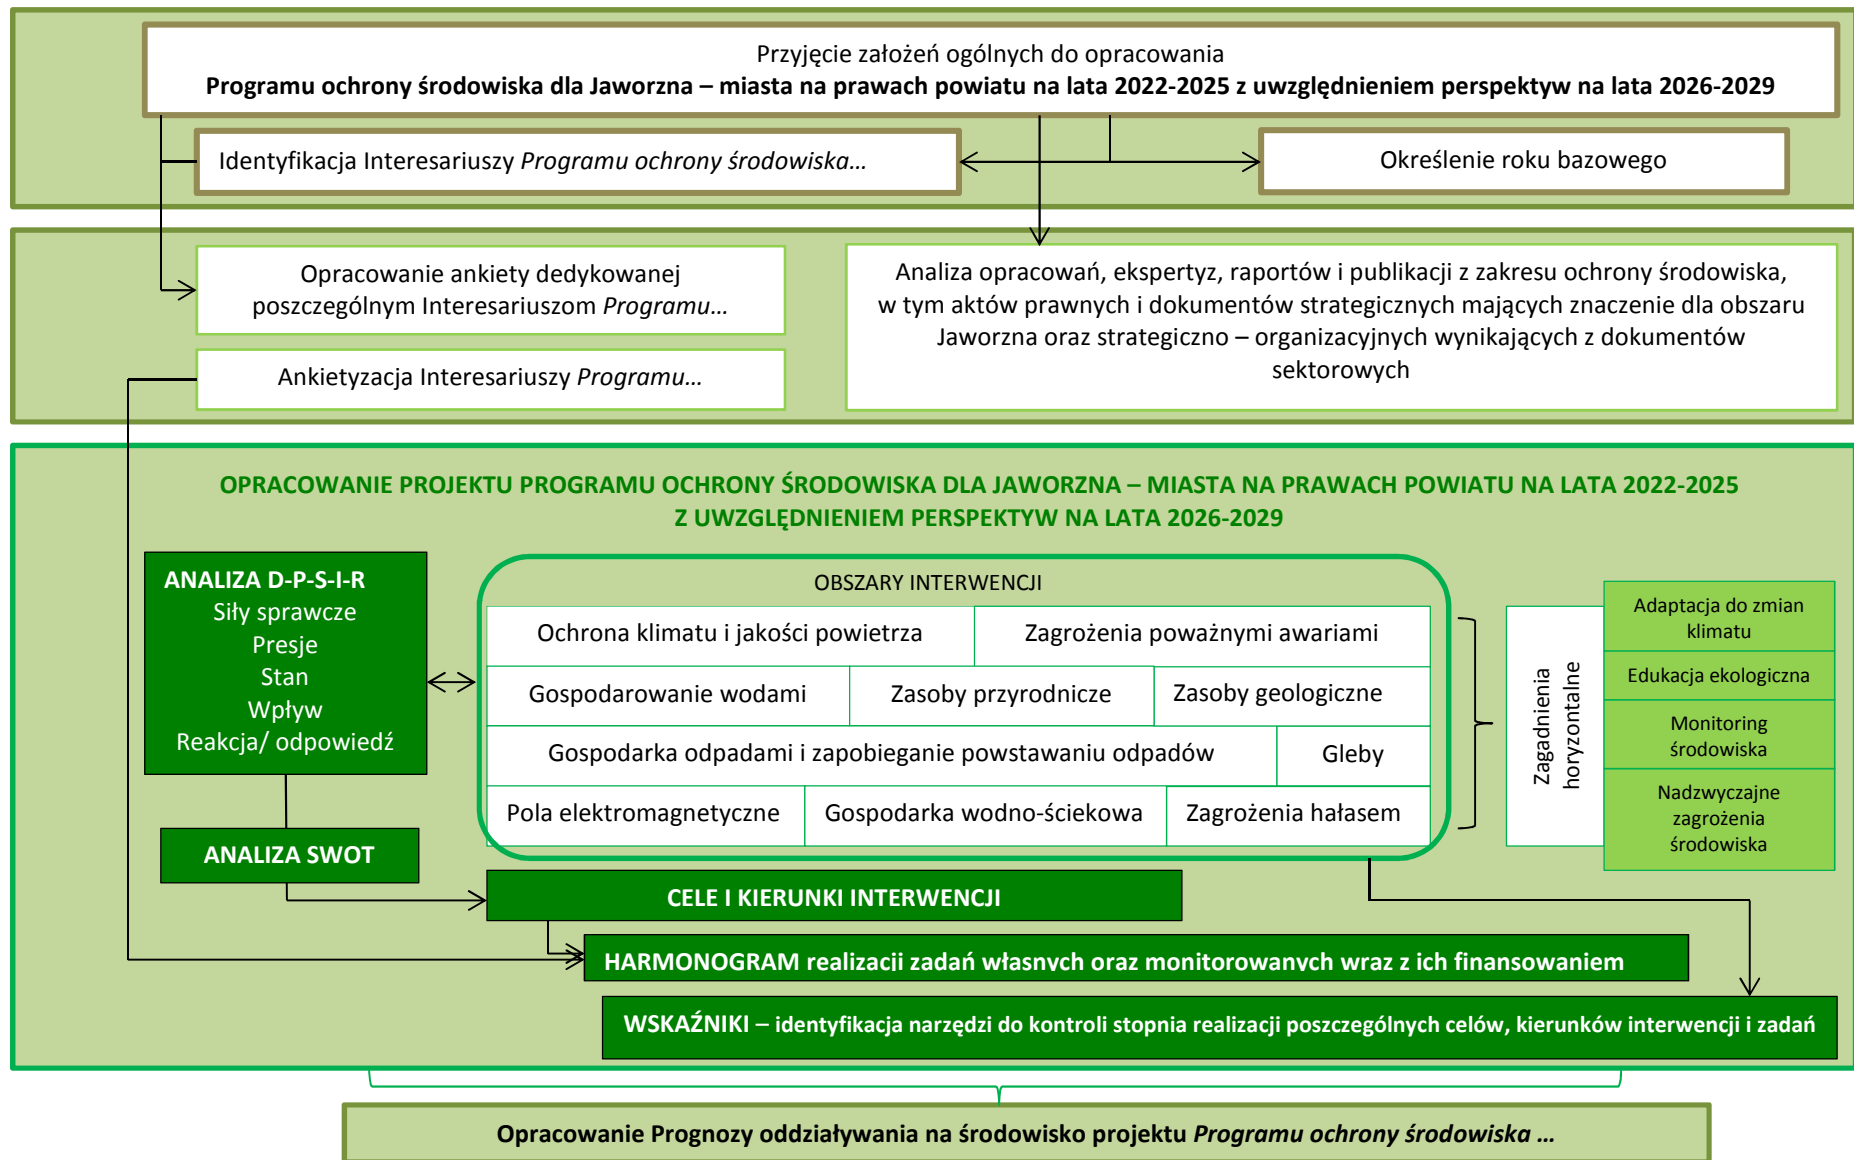 Przyjęcie założeń ogólnych do opracowania
Programu ochrony środowiska dla Jaworzna – miasta na prawach powiatu na lata 2022-2025 z uwzględnieniem perspektyw na lata 2026-2029
Identyfikacja Interesariuszy Programu ochrony środowiska...
Określenie roku bazowego
Opracowanie ankiety dedykowanej
poszczególnym Interesariuszom Programu...
Ankietyzacja Interesariuszy Programu...
Analiza opracowań, ekspertyz, raportów i publikacji z zakresu ochrony środowiska,
w tym aktów prawnych i dokumentów strategicznych mających znaczenie dla obszaru
Jaworzna oraz strategiczno – organizacyjnych wynikających z dokumentów
sektorowych
OPRACOWANIE PROJEKTU PROGRAMU OCHRONY ŚRODOWISKA DLA JAWORZNA – MIASTA NA PRAWACH POWIATU NA LATA 2022-2025
Z UWZGLĘDNIENIEM PERSPEKTYW NA LATA 2026-2029
ANALIZA D-P-S-I-R
Siły sprawcze
Presje
Stan
Wpływ
Reakcja/ odpowiedź
ANALIZA SWOT
OBSZARY INTERWENCJI
Ochrona klimatu i jakości powietrza
Zagrożenia poważnymi awariami
Gospodarowanie wodami
Zasoby przyrodnicze
Zasoby geologiczne
Gospodarka odpadami i zapobieganie powstawaniu odpadów
Gleby
Pola elektromagnetyczne
Gospodarka wodno-ściekowa
Zagrożenia hałasem
Zagadnienia
horyzontalne
Adaptacja do zmian
klimatu
Edukacja ekologiczna
Monitoring
środowiska
Nadzwyczajne
zagrożenia
środowiska
CELE I KIERUNKI INTERWENCJI
HARMONOGRAM realizacji zadań własnych oraz monitorowanych wraz z ich finansowaniem
WSKAŹNIKI – identyfikacja narzędzi do kontroli stopnia realizacji poszczególnych celów, kierunków interwencji i zadań
Opracowanie Prognozy oddziaływania na środowisko projektu Programu ochrony środowiska ...